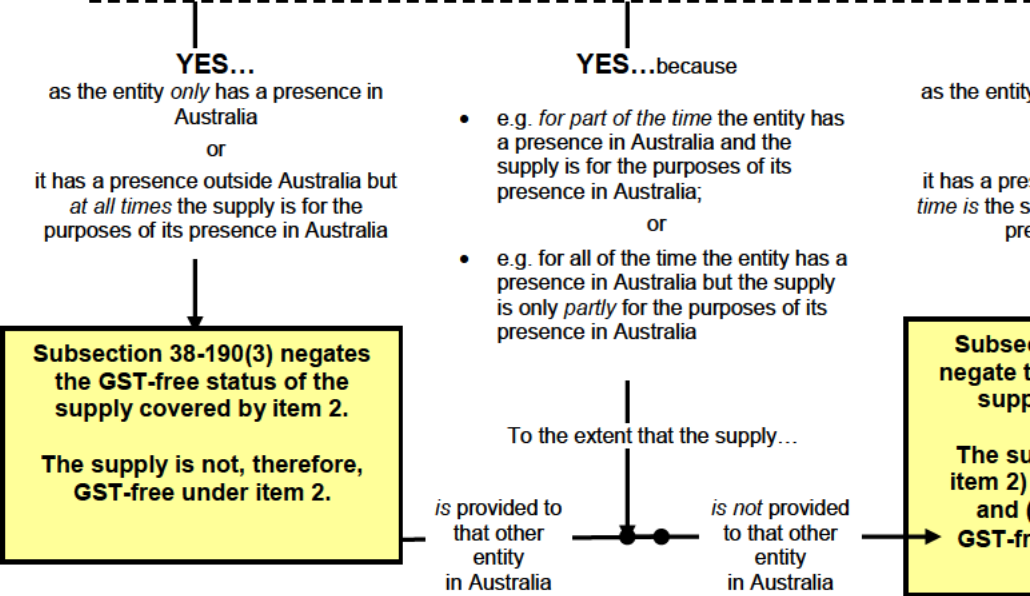 YES…
as the entity only has a presence in
Australia
or
it has a presence outside Australia but
at all times the supply is for the
purposes of its presence in Australia
Subsection 38-190(3) negates
the GST-free status of the
supply covered by item 2.
The supply is not, therefore,
GST-free under item 2.
YES…because
• e.g. for part of the time the entity has
a presence in Australia and the
supply is for the purposes of its
presence in Australia;
or
• e.g. for all of the time the entity has a
presence in Australia but the supply
is only partly for the purposes of its
presence in Australia
To the extent that the supply…
is provided to
that other
entity
in Australia
is not provided
to that other
entity
in Australia
as the entity
it has a pres
time is the s
pre
Subsec
negate t
supp
The su
item 2)
and (
GST-fr